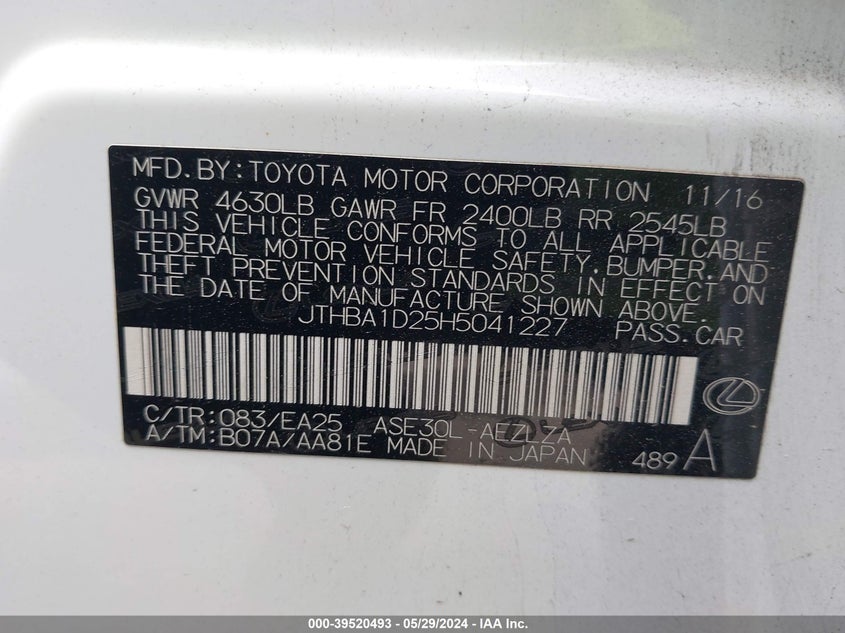 MFD. BY: TOYOTA MOTOR CORPORATION 11/16
GVWR 4630LB GAWR FR 2400LB RR 2545LB
THIS VEHICLE CONFORMS TO ALL APPLICABLE
FEDERAL MOTOR VEHICLE SAFETY, BUMPER, AND
THEFT PREVENTION STANDARDS IN EFFECT ON
THE DATE OF MANUFACTURE SHOWN ABOVE.
JTHBA1D25H5041227 PASS. CAR
C/TR: 083/EA25 ASE30L-AEZLZA
A/TM: B07A/AA81E MADE IN JAPAN 489 A
000-39520493 - 05/29/2024 - IAA Inc.